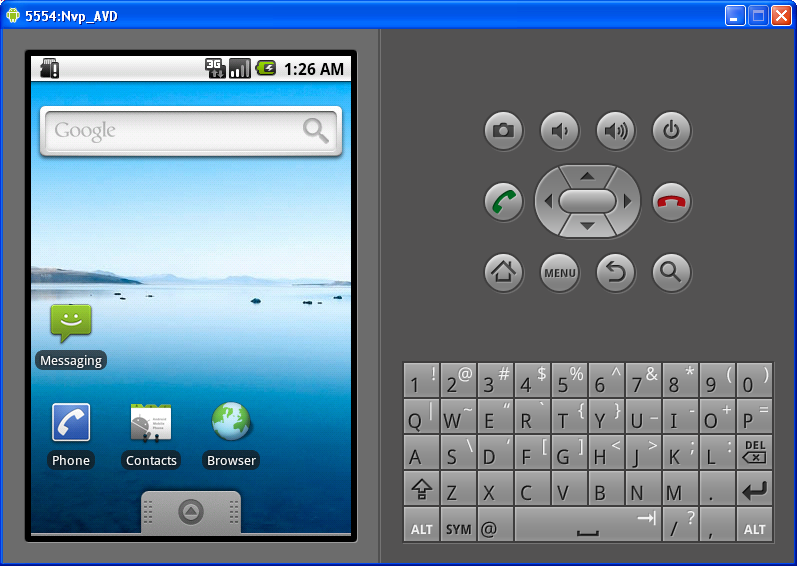 5554:Nvp_AVD
3G 1:26 AM
Google
Messaging
Phone Contacts Browser
MENU
1 ! 2 @ 3 # 4 $ 5 % 6 ^ 7 & 8 * 9 ( 0 )
Q | W ~ E " R ` T { Y } U _ I - O + P =
A S \ D ' F [ G ] H < J > K ; L : DEL
Z X C V B N M .
ALT SYM @ / ? , ALT